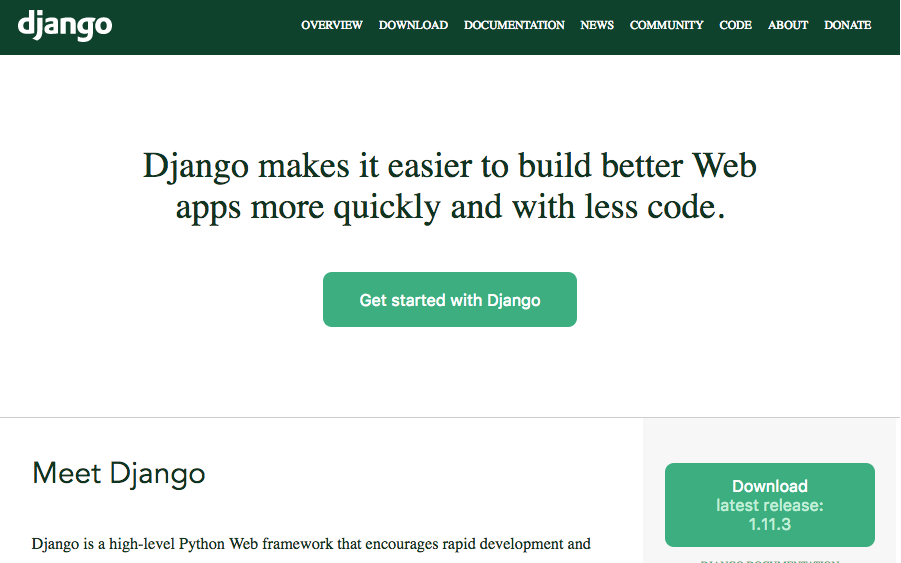 django
OVERVIEW DOWNLOAD DOCUMENTATION NEWS COMMUNITY CODE ABOUT DONATE
Django makes it easier to build better Web
apps more quickly and with less code.
Get started with Django
Meet Django
Django is a high-level Python Web framework that encourages rapid development and
Download
latest release:
1.11.3
DJANGO DOCUMENTATION